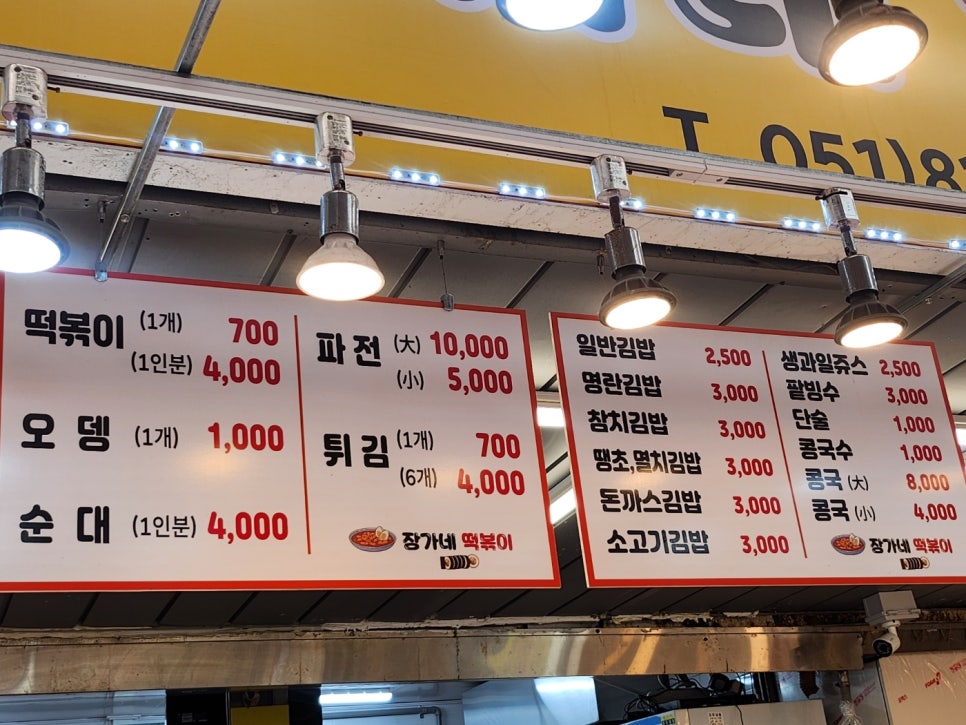 T. 051)8
떡볶이 (1개) 700
(1인분) 4,000
오뎅 (1개) 1,000
순대 (1인분) 4,000
파전 (大) 10,000
(小) 5,000
튀김 (1개) 700
(6개) 4,000
장가네 떡볶이
일반김밥 2,500
명란김밥 3,000
참치김밥 3,000
땡초,멸치김밥 3,000
돈까스김밥 3,000
소고기김밥 3,000
생과일쥬스 2,500
팥빙수 3,000
단술 1,000
콩국수 1,000
콩국 (大) 8,000
콩국 (小) 4,000
장가네 떡볶이